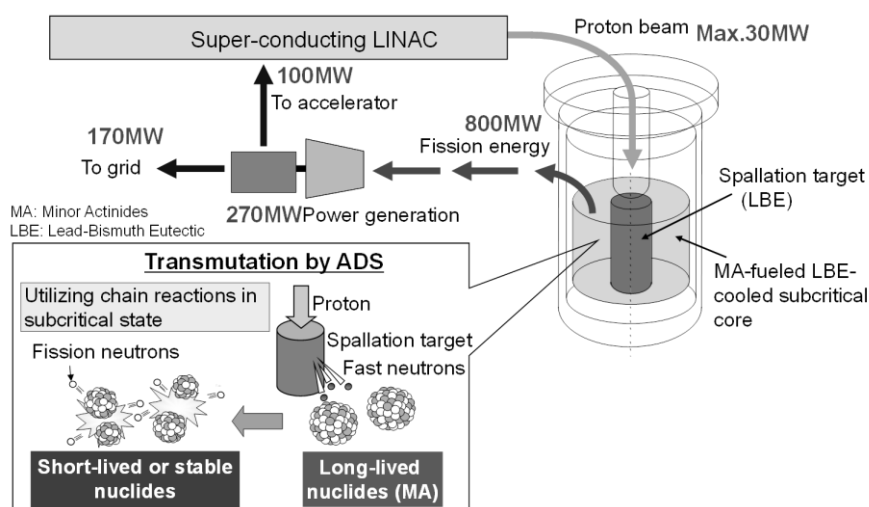 Super-conducting LINAC
Proton beam
Max.30MW
100MW
To accelerator
170MW
To grid
800MW
Fission energy
270MWPower generation
Spallation target
(LBE)
MA-fueled LBE-
cooled subcritical
core
MA: Minor Actinides
LBE: Lead-Bismuth Eutectic
Transmutation by ADS
Utilizing chain reactions in
subcritical state
Proton
Spallation target
Fast neutrons
Fission neutrons
Short-lived or stable
nuclides
Long-lived
nuclides (MA)